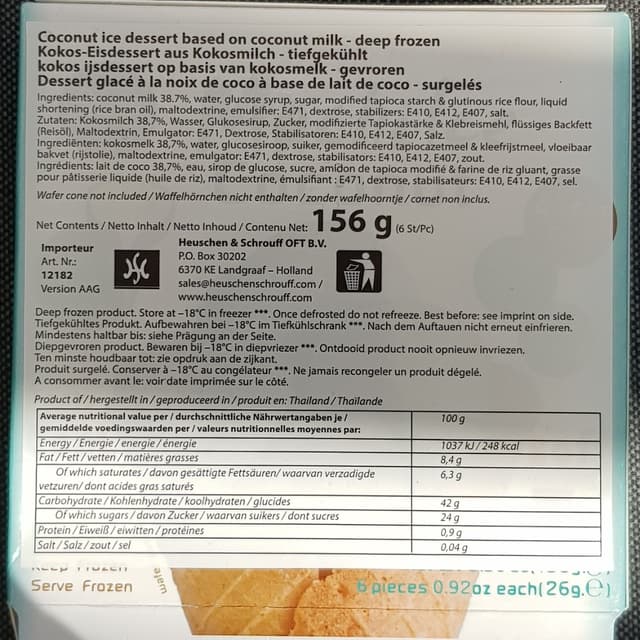 Coconut ice dessert based on coconut milk - deep frozen
Kokos-Eisdessert aus Kokosmilch - tiefgekühlt
kokos ijsdessert op basis van kokosmelk - gevroren
Dessert glacé à la noix de coco à base de lait de coco - surgelés
Ingredients: coconut milk 38.7%, water, glucose syrup, sugar, modified tapioca starch & glutinous rice flour, liquid
shortening (rice bran oil), maltodextrine, emulsifier: E471, dextrose, stabilizers: E410, E412, E407, salt.
Zutaten: Kokosmilch 38,7%, Wasser, Glukosesirup, Zucker, modifizierte Tapiokastärke & Klebreismehl, flüssiges Backfett
(Reisöl), Maltodextrin, Emulgator: E471, Dextrose, Stabilisatoren: E410, E412, E407, Salz.
Ingrediënten: kokosmelk 38,7%, water, glucosesiroop, suiker, gemodificeerd tapiocazetmeel & kleefrijstmeel, vloeibaar
bakvet (rijstolie), maltodextrine, emulgator: E471, dextrose, stabilisators: E410, E412, E407, zout.
Ingrédients: lait de coco 38,7%, eau, sirop de glucose, sucre, amidon de tapioca modifié & farine de riz gluant, grasse
pour pâtisserie liquide (huile de riz), maltodextrine, émulsifiant : E471, dextrose, stabilisateurs: E410, E412, E407, sel.
Wafer cone not included / Waffelhörnchen nicht enthalten / zonder wafelhoorntje / cornet non inclus.
Net Contents / Netto Inhalt / Netto Inhoud / Contenu Net: 156 g (6 St/Pc)
Importeur
Art. Nr.:
12182
Version AAG
Heuschen & Schrouff OFT B.V.
P.O. Box 30202
6370 KE Landgraaf – Holland
sales@heuschenschrouff.com /
www.heuschenschrouff.com
Deep frozen product. Store at –18°C in freezer ***. Once defrosted do not refreeze. Best before: see imprint on side.
Tiefgekühltes Produkt. Aufbewahren bei –18°C im Tiefkühlschrank ***. Nach dem Auftauen nicht erneut einfrieren.
Mindestens haltbar bis: siehe Prägung an der Seite.
Diepgevroren product. Bewaren bij –18°C in diepvriezer ***. Ontdooid product nooit opnieuw invriezen.
Ten minste houdbaar tot: zie opdruk aan de zijkant.
Produit surgelé. Conserver à –18°C au congélateur ***. Ne jamais recongeler un produit dégelé.
A consommer avant le: voir date imprimée sur le côté.
Product of / hergestellt in / geproduceerd in / produit en: Thailand / Thaïlande
Average nutritional value per / durchschnittliche Nährwertangaben je /
gemiddelde voedingswaarden per / valeurs nutritionnelles moyennes par: 100 g
Energy / Energie / energie / énergie 1037 kJ / 248 kcal
Fat / Fett / vetten / matières grasses 8,4 g
Of which saturates / davon gesättigte Fettsäuren/ waarvan verzadigde
vetzuren/ dont acides gras saturés 6,3 g
Carbohydrate / Kohlenhydrate / koolhydraten / glucides 42 g
Of which sugars / davon Zucker / waarvan suikers / dont sucres 24 g
Protein / Eiweiß / eiwitten / protéines 0,9 g
Salt / Salz / zout / sel 0,04 g
Serve Frozen
6 pieces 0.92oz each(26g.℮)